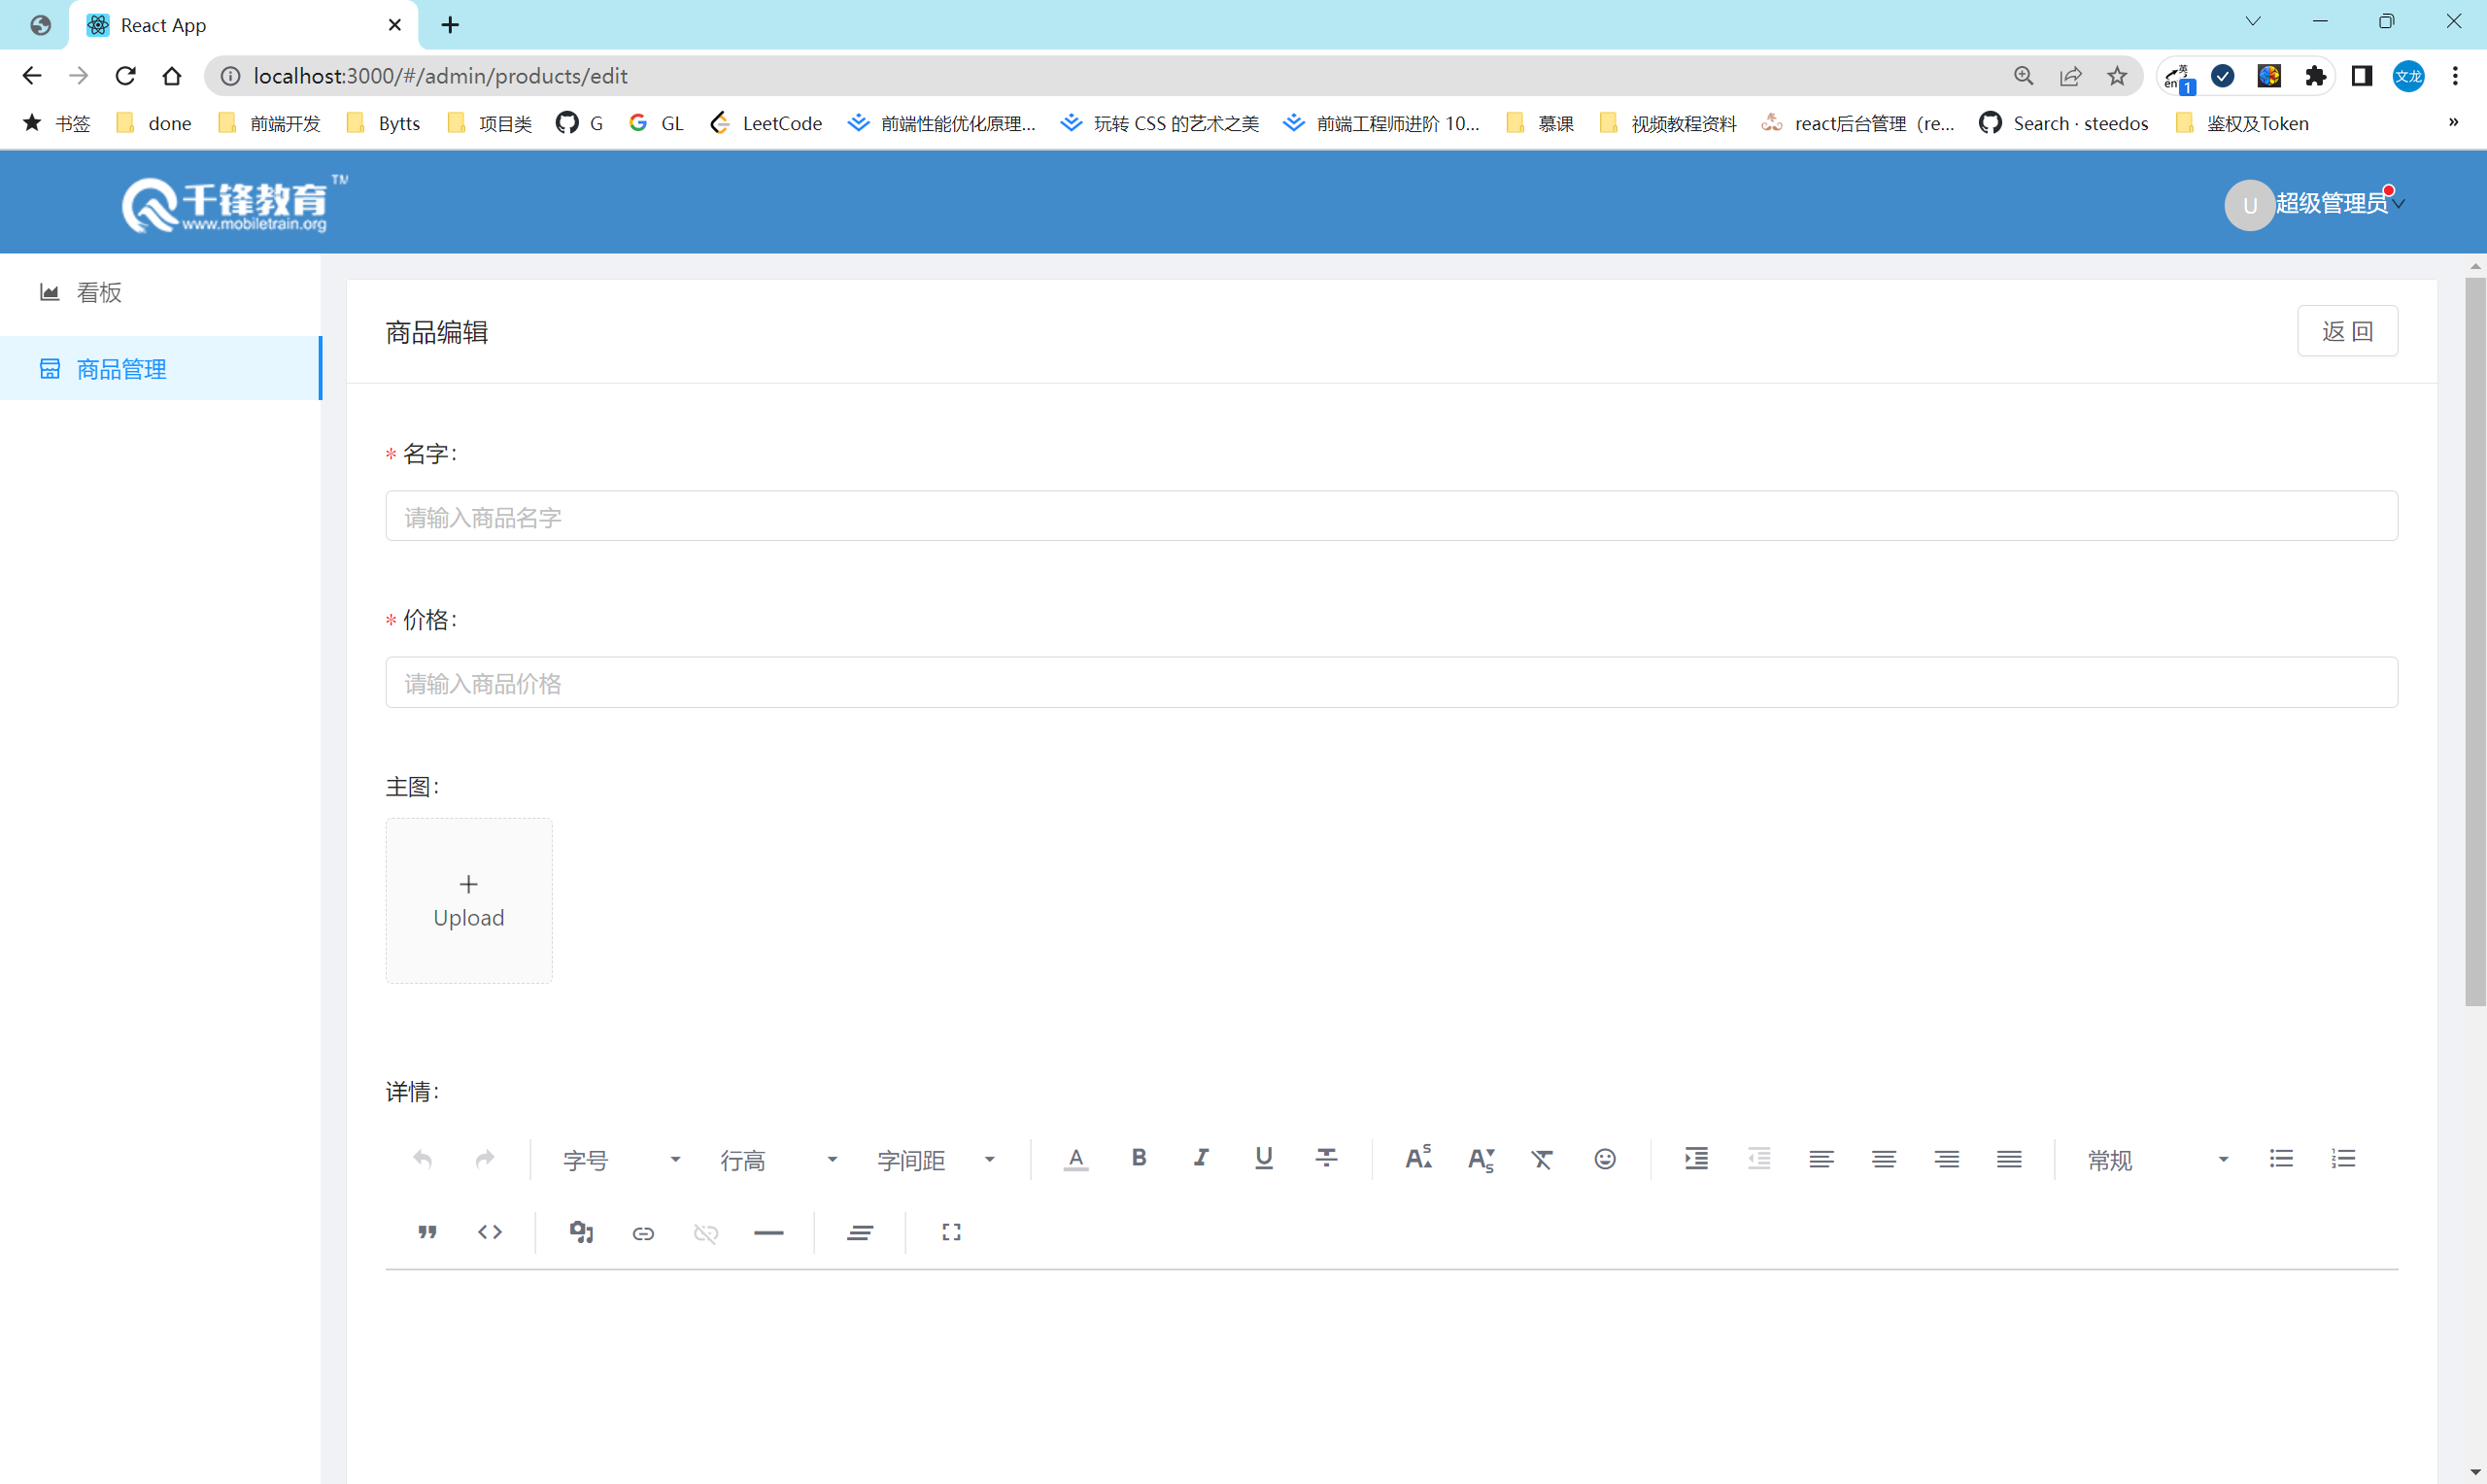 React App
localhost:3000/#/admin/products/edit
英
en
1
文龙
书签 done 前端开发 Bytts 项目类 G GL LeetCode 前端性能优化原理... 玩转 CSS 的艺术之美 前端工程师进阶 10... 慕课 视频教程资料 react后台管理（re... Search · steedos 鉴权及Token »
千锋教育 TM
www.mobiletrain.org
U 超级管理员
看板
商品管理
商品编辑
返 回
* 名字:
请输入商品名字
* 价格:
请输入商品价格
主图:
Upload
详情:
字号 行高 字间距 A B I U T 常规